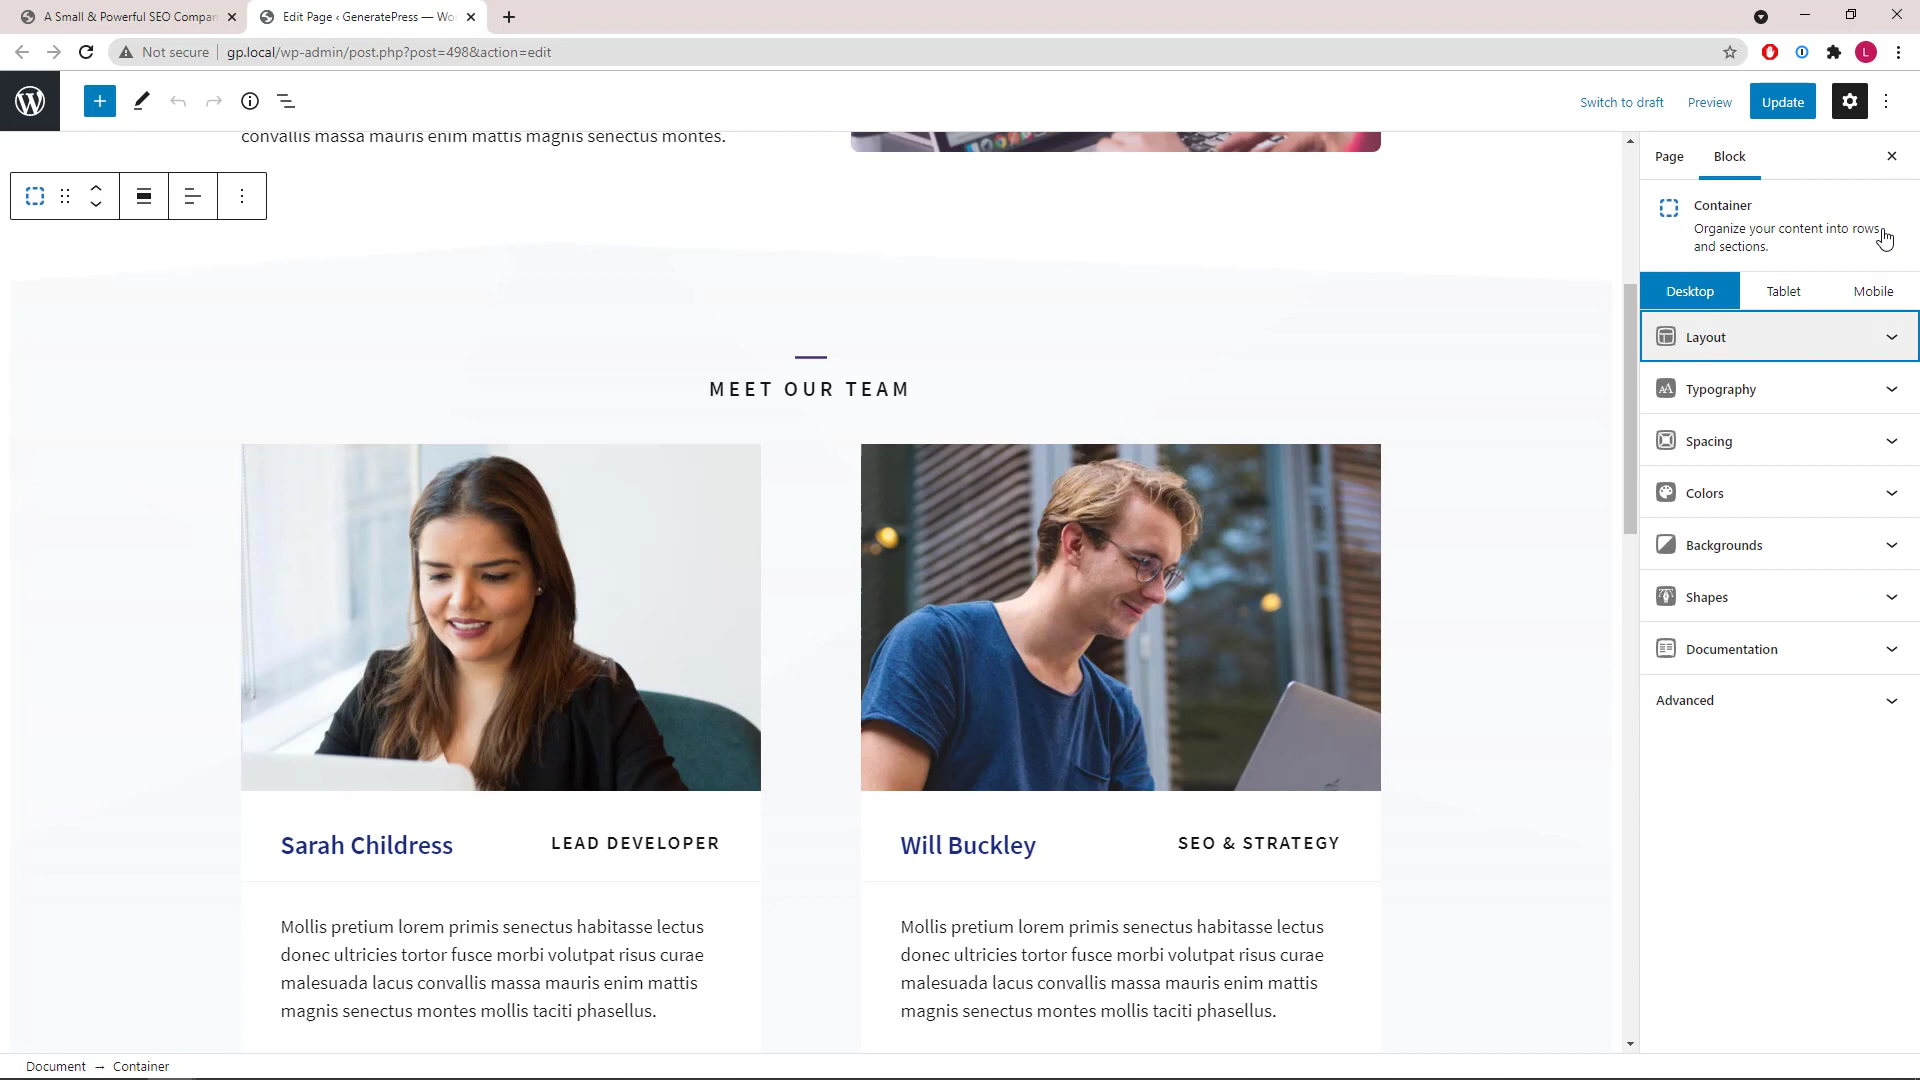 A Small & Powerful SEO Compan
Edit Page ‹ GeneratePress — Wo
Not secure
gp.local/wp-admin/post.php?post=498&action=edit
L
Switch to draft
Preview
Update
convallis massa mauris enim mattis magnis senectus montes.
Page
Block
Container
Organize your content into rows
and sections.
Desktop
Tablet
Mobile
Layout
Typography
Spacing
Colors
Backgrounds
Shapes
Documentation
Advanced
MEET OUR TEAM
Sarah Childress
LEAD DEVELOPER
Mollis pretium lorem primis senectus habitasse lectus
donec ultricies tortor fusce morbi volutpat risus curae
malesuada lacus convallis massa mauris enim mattis
magnis senectus montes mollis taciti phasellus.
Will Buckley
SEO & STRATEGY
Mollis pretium lorem primis senectus habitasse lectus
donec ultricies tortor fusce morbi volutpat risus curae
malesuada lacus convallis massa mauris enim mattis
magnis senectus montes mollis taciti phasellus.
Document → Container